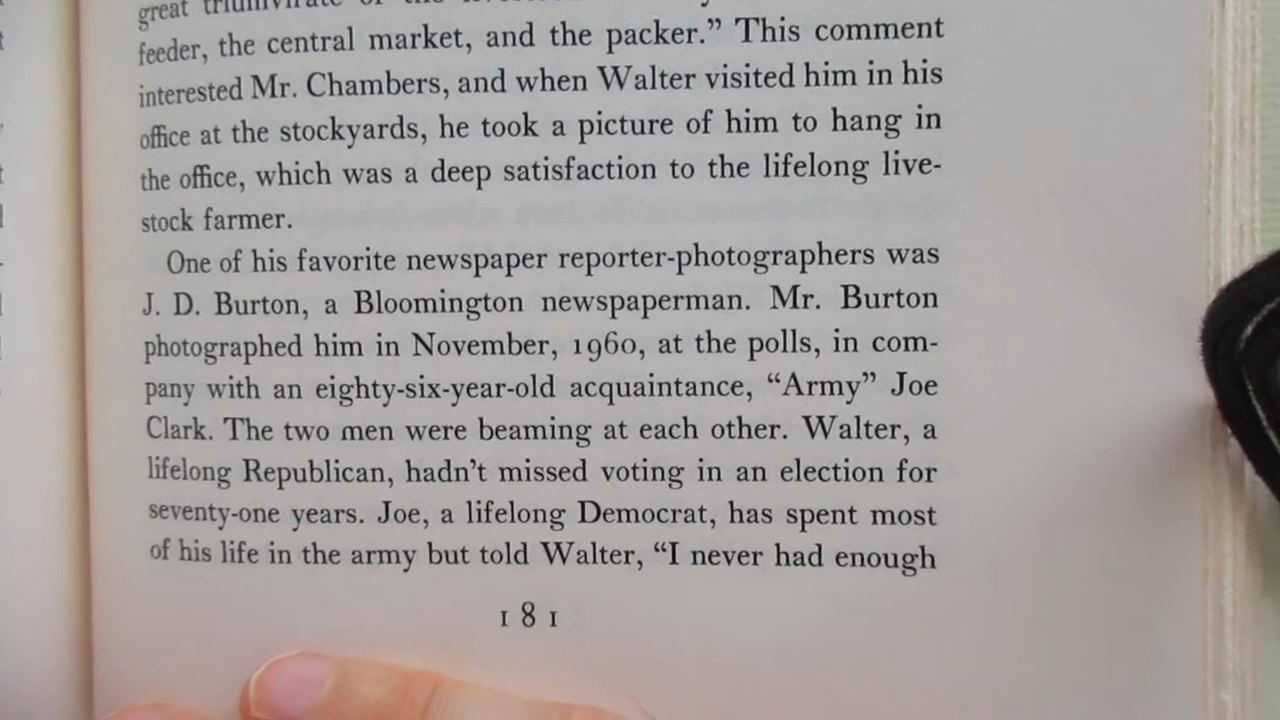 great triumvirate of the
feeder, the central market, and the packer.” This comment
interested Mr. Chambers, and when Walter visited him in his
office at the stockyards, he took a picture of him to hang in
the office, which was a deep satisfaction to the lifelong live-
stock farmer.
One of his favorite newspaper reporter-photographers was
J. D. Burton, a Bloomington newspaperman. Mr. Burton
photographed him in November, 1960, at the polls, in com-
pany with an eighty-six-year-old acquaintance, “Army” Joe
Clark. The two men were beaming at each other. Walter, a
lifelong Republican, hadn’t missed voting in an election for
seventy-one years. Joe, a lifelong Democrat, has spent most
of his life in the army but told Walter, “I never had enough
181